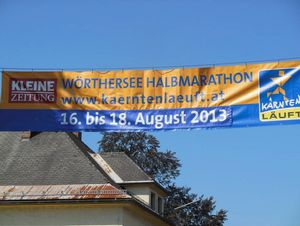 KLEINE
ZEITUNG
WÖRTHERSEE HALBMARATHON
www.kaerntenlaeuft.at
16. bis 18. August 2013
KÄRNTEN
LÄUFT